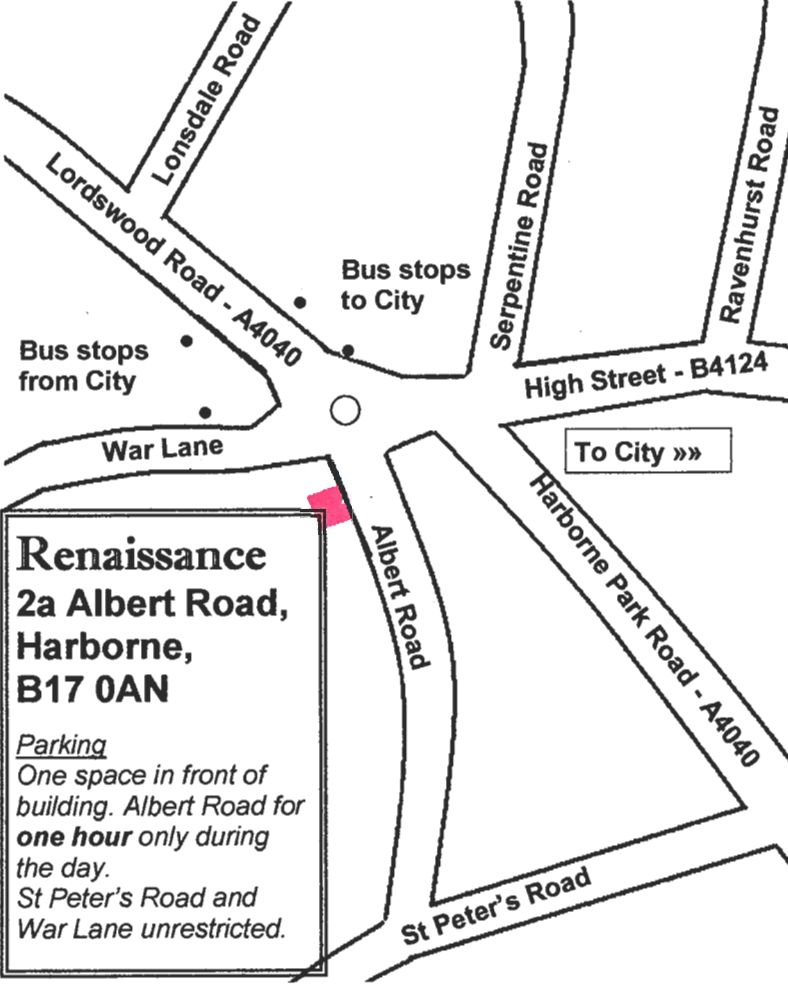 Lonsdale Road
Lordswood Road - A4040
Serpentine Road
Ravenhurst Road
Bus stops
to City
Bus stops
from City
High Street - B4124
War Lane
To City »»
Harborne Park Road - A4040
Albert Road
Renaissance
2a Albert Road,
Harborne,
B17 0AN
Parking
One space in front of
building. Albert Road for
one hour only during
the day.
St Peter's Road and
War Lane unrestricted.
St Peter's Road